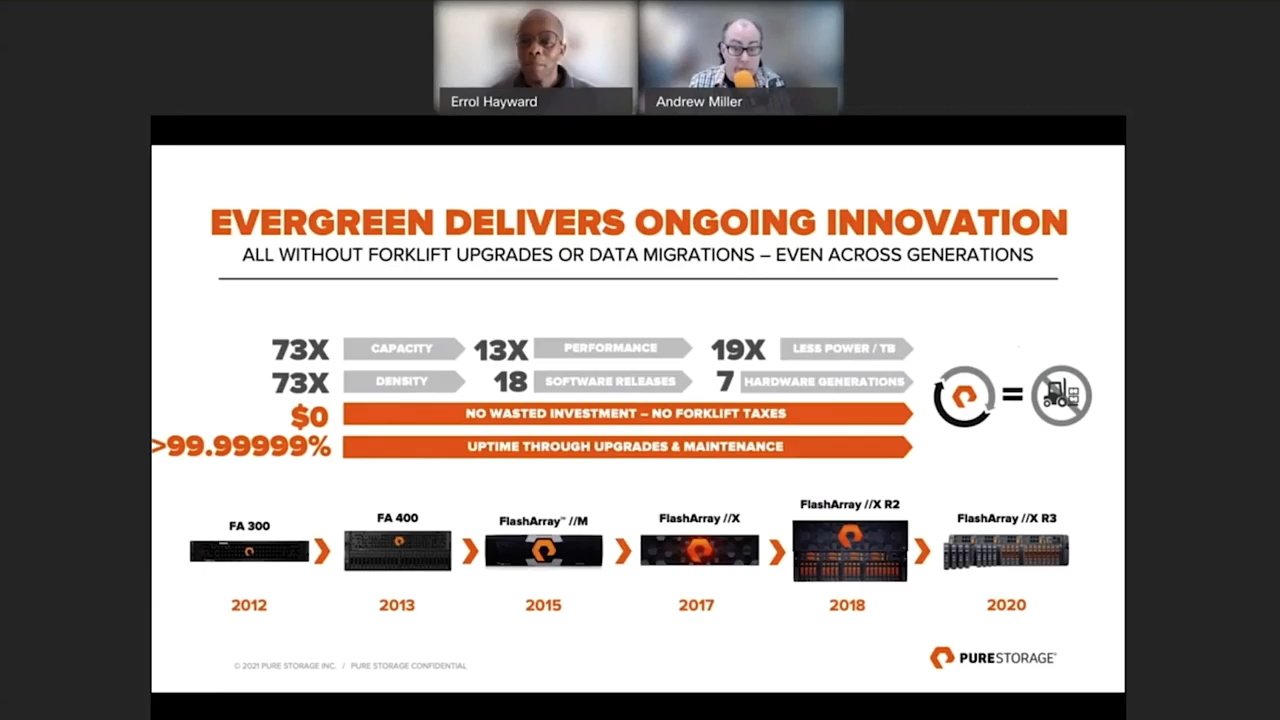 Errol Hayward
Andrew Miller
EVERGREEN DELIVERS ONGOING INNOVATION
ALL WITHOUT FORKLIFT UPGRADES OR DATA MIGRATIONS – EVEN ACROSS GENERATIONS
73X CAPACITY 13X PERFORMANCE 19X LESS POWER / TB
73X DENSITY 18 SOFTWARE RELEASES 7 HARDWARE GENERATIONS
$0 NO WASTED INVESTMENT – NO FORKLIFT TAXES
=
>99.99999% UPTIME THROUGH UPGRADES & MAINTENANCE
FA 300
FA 400
FlashArray™ //M
FlashArray //X
FlashArray //X R2
FlashArray //X R3
2012
2013
2015
2017
2018
2020
© 2021 PURE STORAGE INC. / PURE STORAGE CONFIDENTIAL
PURESTORAGE®